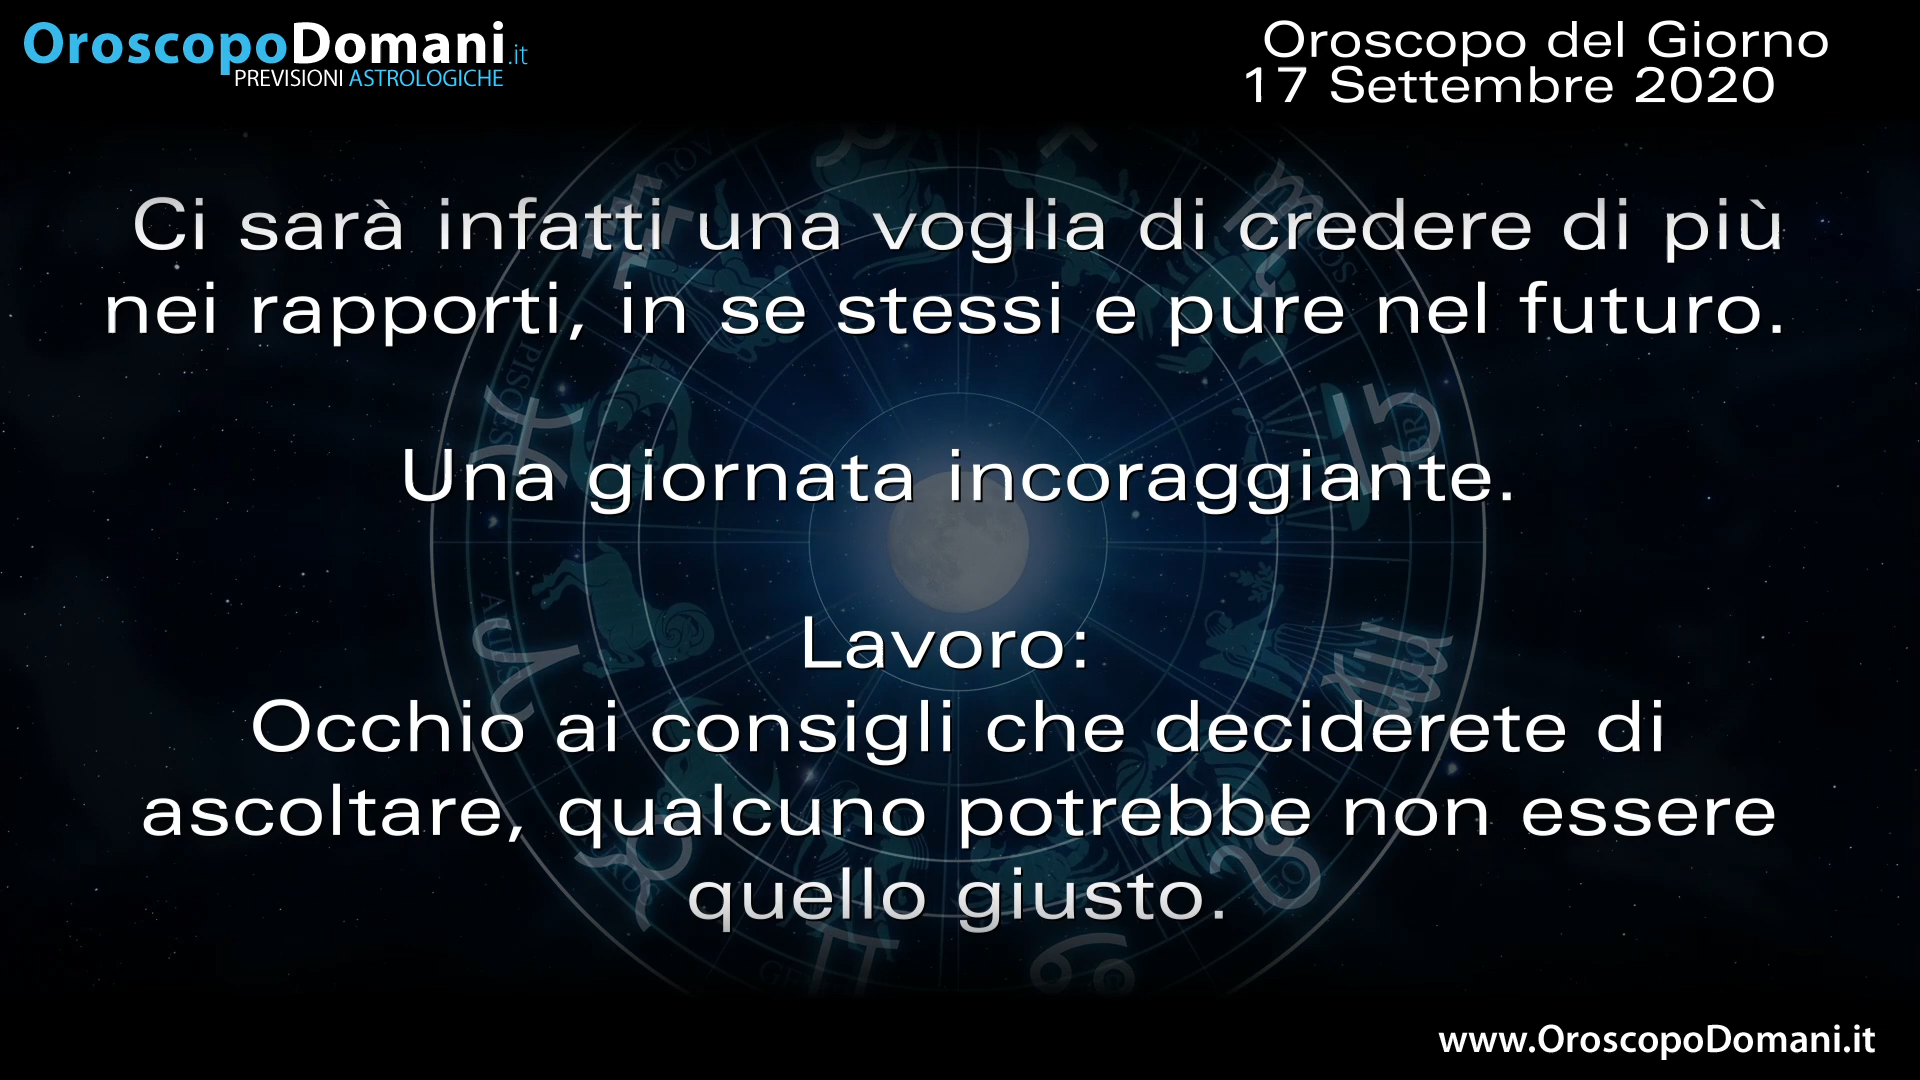 OroscopoDomani.it
PREVISIONI ASTROLOGICHE
Oroscopo del Giorno
17 Settembre 2020
Ci sarà infatti una voglia di credere di più
nei rapporti, in se stessi e pure nel futuro.
Una giornata incoraggiante.
Lavoro:
Occhio ai consigli che deciderete di
ascoltare, qualcuno potrebbe non essere
quello giusto.
www.OroscopoDomani.it